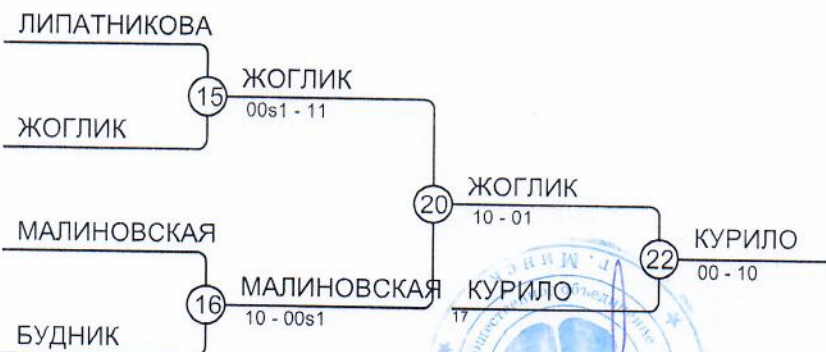 ЛИПАТНИКОВА
15
ЖОГЛИК
00s1 - 11
ЖОГЛИК
20
ЖОГЛИК
10 - 01
МАЛИНОВСКАЯ
22
КУРИЛО
00 - 10
16
МАЛИНОВСКАЯ
10 - 00s1
КУРИЛО
17
БУДНИК
г. Минск